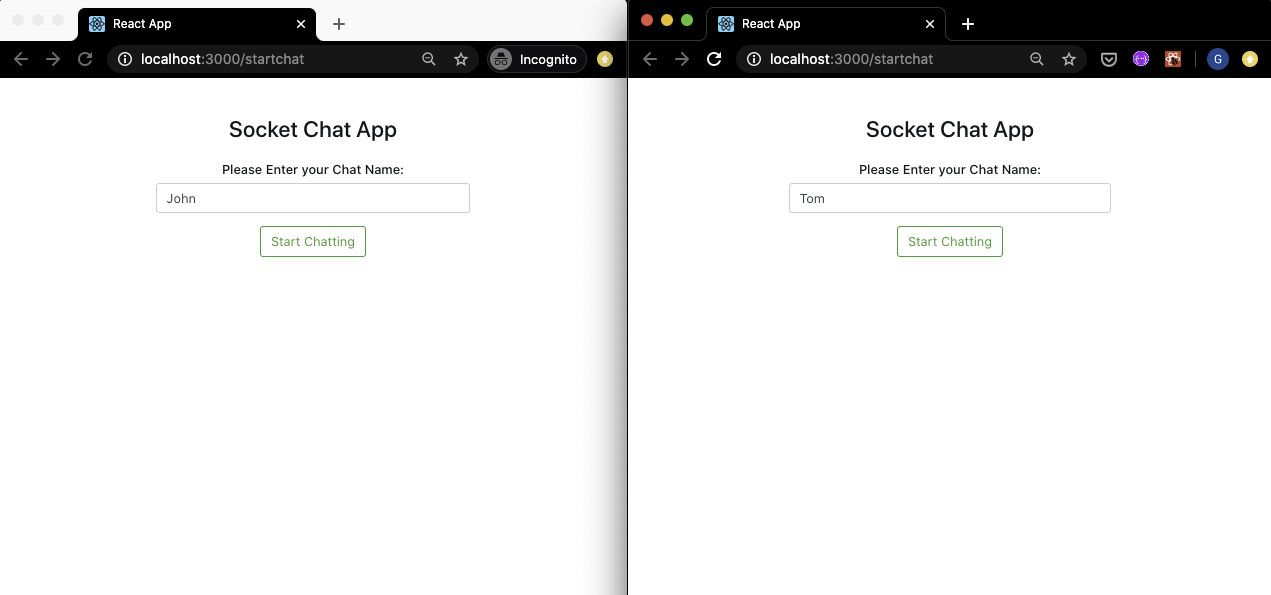 React App
localhost:3000/startchat
Incognito
Socket Chat App
Please Enter your Chat Name:
John
Start Chatting
React App
localhost:3000/startchat
G
Socket Chat App
Please Enter your Chat Name:
Tom
Start Chatting